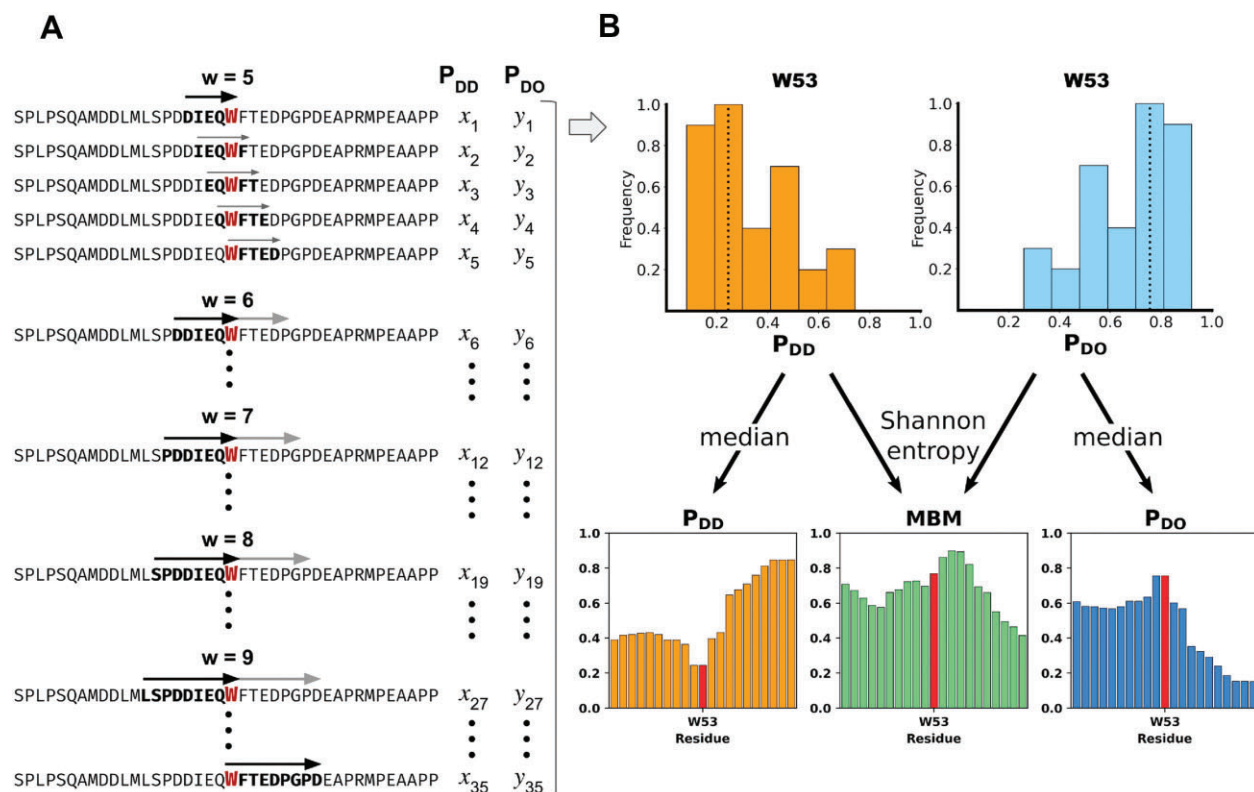 A
w = 5
P_DD P_DO
SPLPSQAMDDLMLSPDDIEQWFTEDPGPDEAPRMPEAAPP x1 y1
SPLPSQAMDDLMLSPDDIEQWFTEDPGPDEAPRMPEAAPP x2 y2
SPLPSQAMDDLMLSPDDIEQWFTEDPGPDEAPRMPEAAPP x3 y3
SPLPSQAMDDLMLSPDDIEQWFTEDPGPDEAPRMPEAAPP x4 y4
SPLPSQAMDDLMLSPDDIEQWFTEDPGPDEAPRMPEAAPP x5 y5
w = 6
SPLPSQAMDDLMLSPDDIEQWFTEDPGPDEAPRMPEAAPP x6 y6
w = 7
SPLPSQAMDDLMLSPDDIEQWFTEDPGPDEAPRMPEAAPP x12 y12
w = 8
SPLPSQAMDDLMLSPDDIEQWFTEDPGPDEAPRMPEAAPP x19 y19
w = 9
SPLPSQAMDDLMLSPDDIEQWFTEDPGPDEAPRMPEAAPP x27 y27
SPLPSQAMDDLMLSPDDIEQWFTEDPGPDEAPRMPEAAPP x35 y35
B
W53
Frequency
1.0
0.8
0.6
0.4
0.2
0.2 0.4 0.6 0.8 1.0
P_DD
W53
Frequency
1.0
0.8
0.6
0.4
0.2
0.2 0.4 0.6 0.8 1.0
P_DO
median
Shannon
entropy
median
P_DD
1.0
0.8
0.6
0.4
0.2
0.0
W53
Residue
MBM
1.0
0.8
0.6
0.4
0.2
0.0
W53
Residue
P_DO
1.0
0.8
0.6
0.4
0.2
0.0
W53
Residue